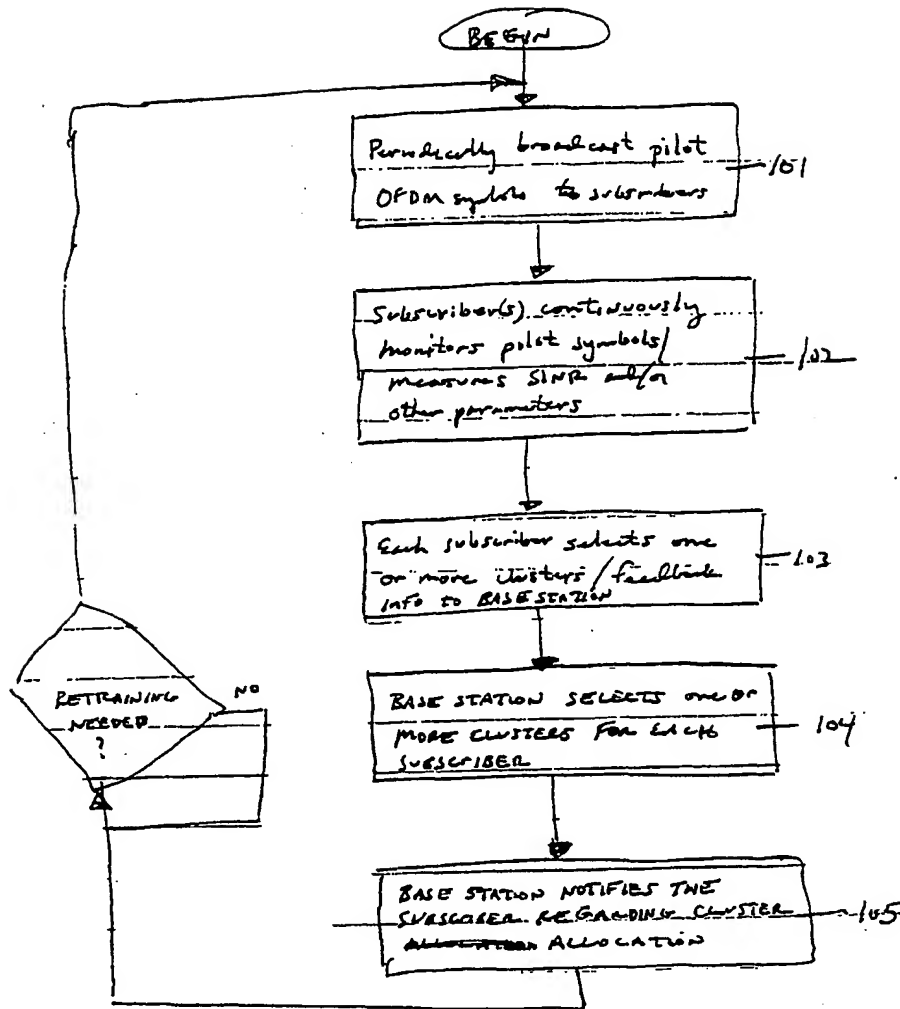 BEGIN
Periodically broadcast pilot
OFDM symbols to subscribers
101
Subscriber(s) continuously
monitors pilot symbols/
measures SINR and/or
other parameters
102
Each subscriber selects one
or more clusters/feedback
info to BASE STATION
103
BASE STATION SELECTS one or
MORE CLUSTERS FOR EACH
SUBSCRIBER
104
BASE STATION NOTIFIES THE
SUBSCRIBER REGARDING CLUSTER
ALLOCATION ALLOCATION
105
RETRAINING
NEEDED
?
NO